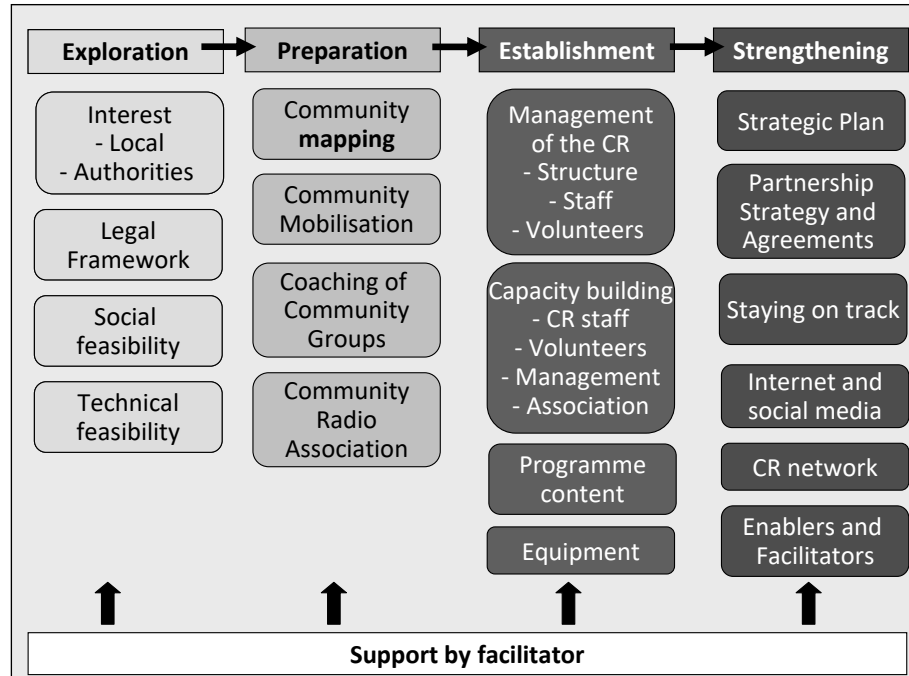 Exploration
Preparation
Establishment
Strengthening
Interest
- Local
- Authorities
Legal
Framework
Social
feasibility
Technical
feasibility
Community
mapping
Community
Mobilisation
Coaching of
Community
Groups
Community
Radio
Association
Management
of the CR
- Structure
- Staff
- Volunteers
Capacity building
- CR staff
- Volunteers
- Management
- Association
Programme
content
Equipment
Strategic Plan
Partnership
Strategy and
Agreements
Staying on track
Internet and
social media
CR network
Enablers and
Facilitators
Support by facilitator